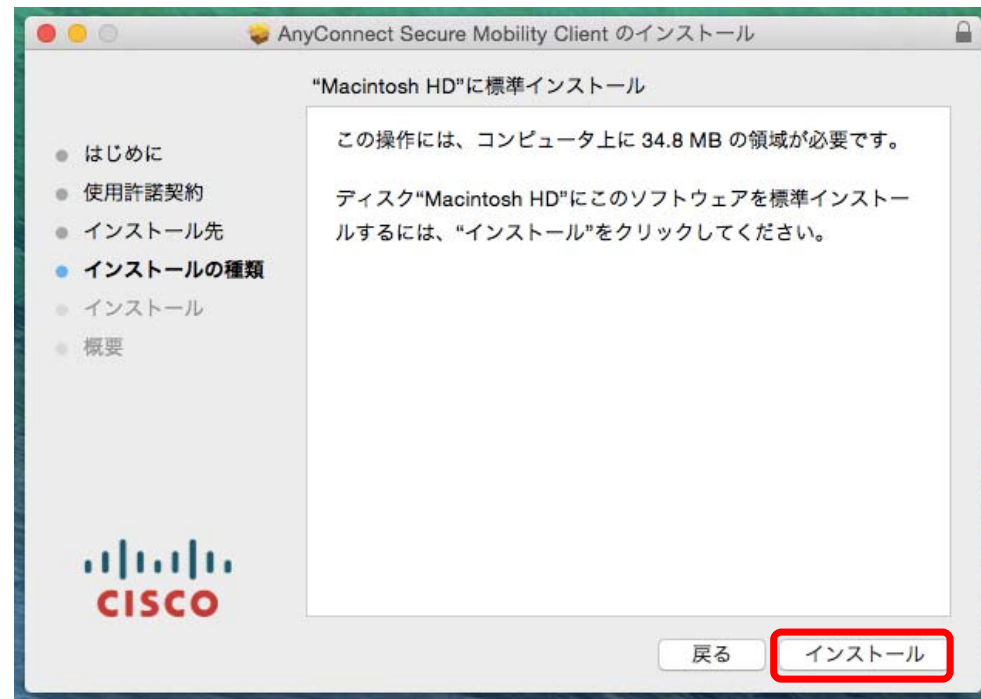 AnyConnect Secure Mobility Client のインストール
“Macintosh HD”に標準インストール
はじめに
使用許諾契約
インストール先
インストールの種類
インストール
概要
この操作には、コンピュータ上に 34.8 MB の領域が必要です。
ディスク“Macintosh HD”にこのソフトウェアを標準インストー
ルするには、“インストール”をクリックしてください。
CISCO
戻る
インストール